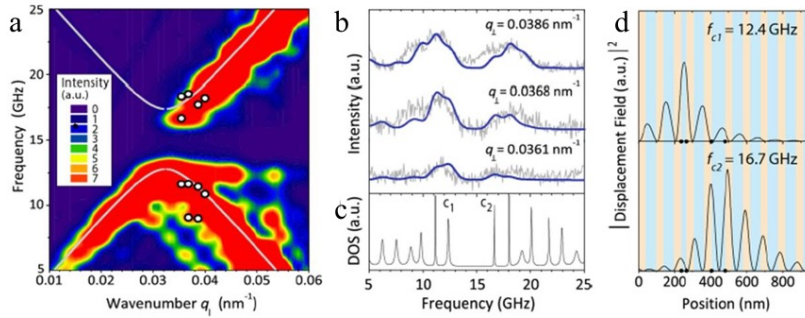 a
25
20
15
10
5
Frequency (GHz)
Intensity
(a.u.)
0
1
2
3
4
5
6
7
0.01 0.02 0.03 0.04 0.05 0.06
Wavenumber q∥ (nm⁻¹)
b
q⊥= 0.0386 nm⁻¹
q⊥= 0.0368 nm⁻¹
q⊥= 0.0361 nm⁻¹
Intensity (a.u.)
c
C₁ C₂
DOS (a.u.)
5 10 15 20 25
Frequency (GHz)
d
f c1 = 12.4 GHz
f c2 = 16.7 GHz
|Displacement Field (a.u.)|²
0 200 400 600 800
Position (nm)